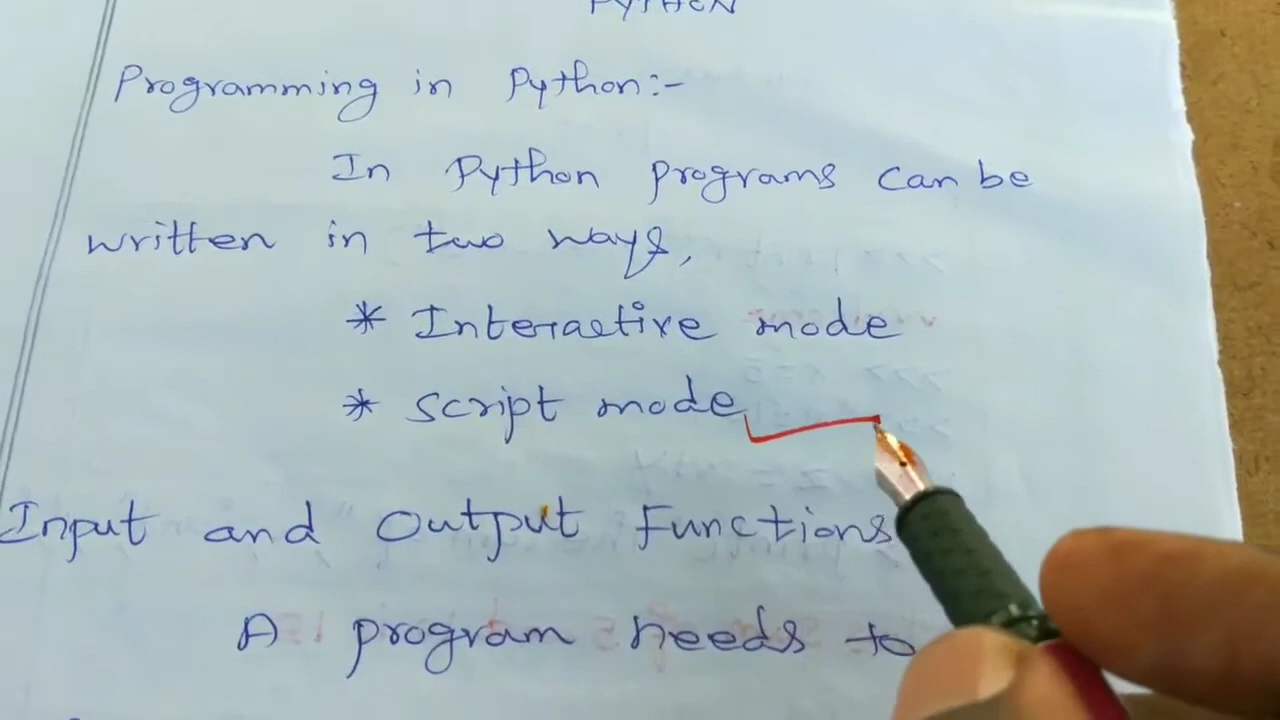 PYTHON
Programming in Python:-
In Python programs can be
written in two ways,
* Interactive mode
* Script mode
Input and Output Functions
A program needs to